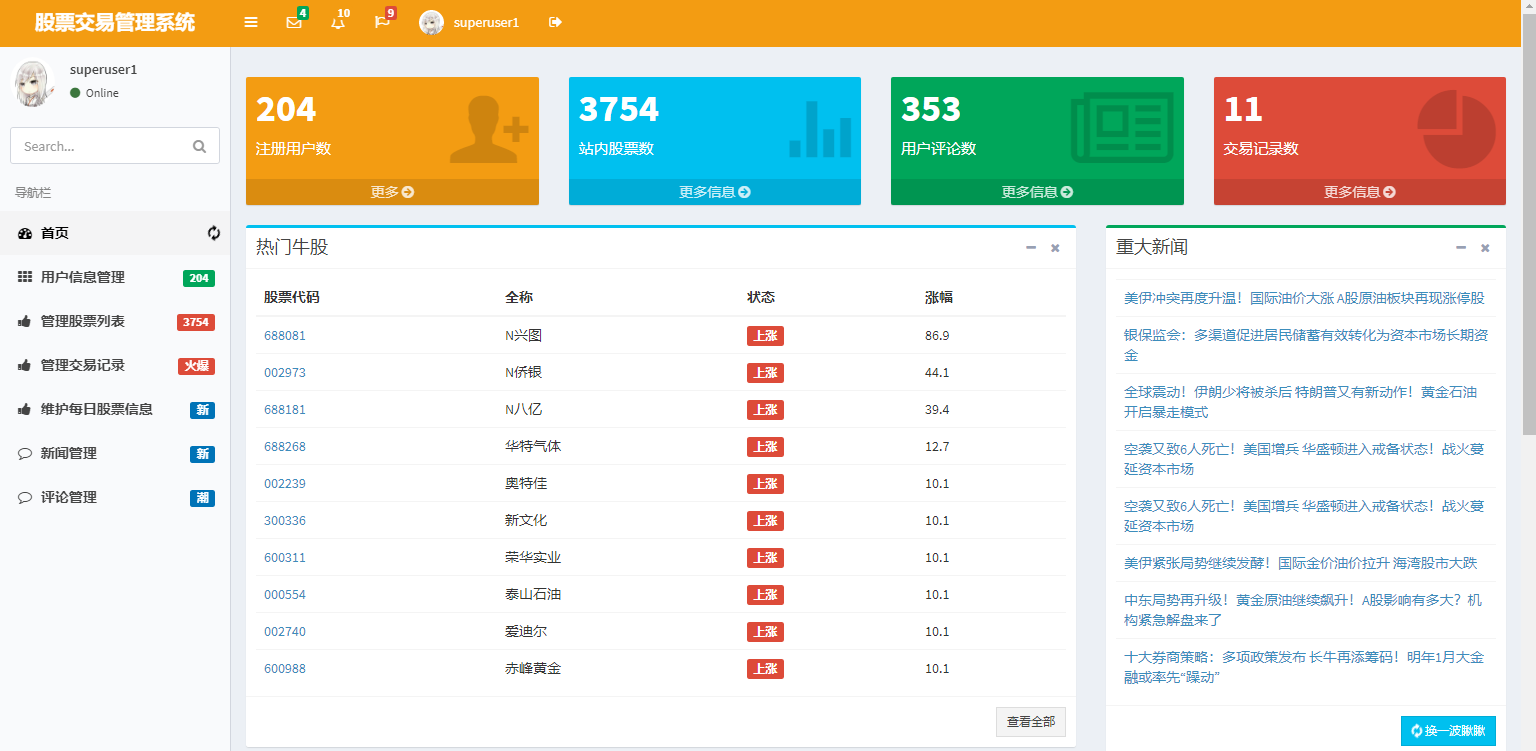 股票交易管理系统
4
10
9
superuser1
superuser1
Online
Search...
导航栏
首页
用户信息管理 204
管理股票列表 3754
管理交易记录 火爆
维护每日股票信息 新
新闻管理 新
评论管理 潮
204
注册用户数
更多
3754
站内股票数
更多信息
353
用户评论数
更多信息
11
交易记录数
更多信息
热门牛股
股票代码 全称 状态 涨幅
688081 N兴图 上涨 86.9
002973 N侨银 上涨 44.1
688181 N八亿 上涨 39.4
688268 华特气体 上涨 12.7
002239 奥特佳 上涨 10.1
300336 新文化 上涨 10.1
600311 荣华实业 上涨 10.1
000554 泰山石油 上涨 10.1
002740 爱迪尔 上涨 10.1
600988 赤峰黄金 上涨 10.1
查看全部
重大新闻
美伊冲突再度升温！国际油价大涨 A股原油板块再现涨停股
银保监会：多渠道促进居民储蓄有效转化为资本市场长期资
金
全球震动！伊朗少将被杀后 特朗普又有新动作！黄金石油
开启暴走模式
空袭又致6人死亡！美国增兵 华盛顿进入戒备状态！战火蔓
延资本市场
空袭又致6人死亡！美国增兵 华盛顿进入戒备状态！战火蔓
延资本市场
美伊紧张局势继续发酵！国际金价油价拉升 海湾股市大跌
中东局势再升级！黄金原油继续飙升！A股影响有多大？机
构紧急解盘来了
十大券商策略：多项政策发布 长牛再添筹码！明年1月大金
融或率先“躁动”
换一波瞅瞅